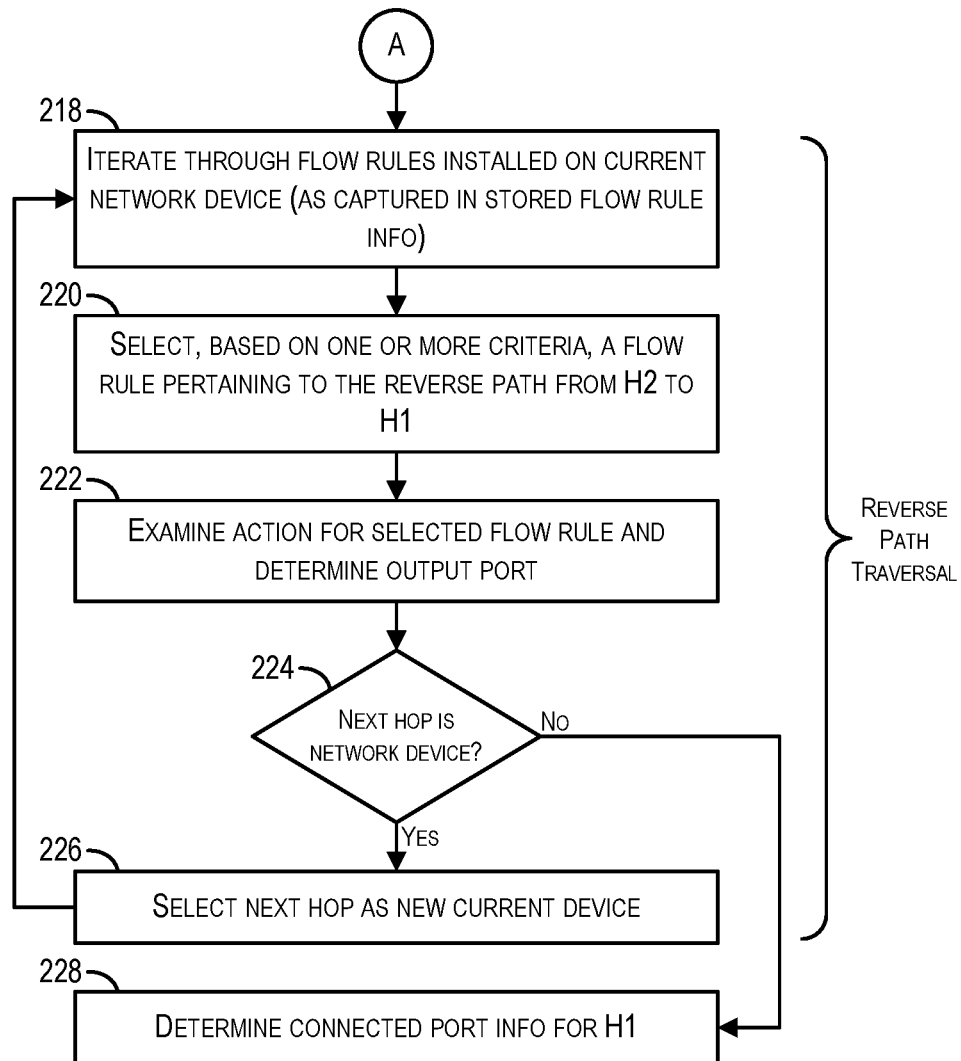 A
218
ITERATE THROUGH FLOW RULES INSTALLED ON CURRENT
NETWORK DEVICE (AS CAPTURED IN STORED FLOW RULE
INFO)
220
SELECT, BASED ON ONE OR MORE CRITERIA, A FLOW
RULE PERTAINING TO THE REVERSE PATH FROM H2 TO
H1
222
EXAMINE ACTION FOR SELECTED FLOW RULE AND
DETERMINE OUTPUT PORT
REVERSE
PATH
TRAVERSAL
224
NEXT HOP IS
NETWORK DEVICE?
NO
YES
226
SELECT NEXT HOP AS NEW CURRENT DEVICE
228
DETERMINE CONNECTED PORT INFO FOR H1